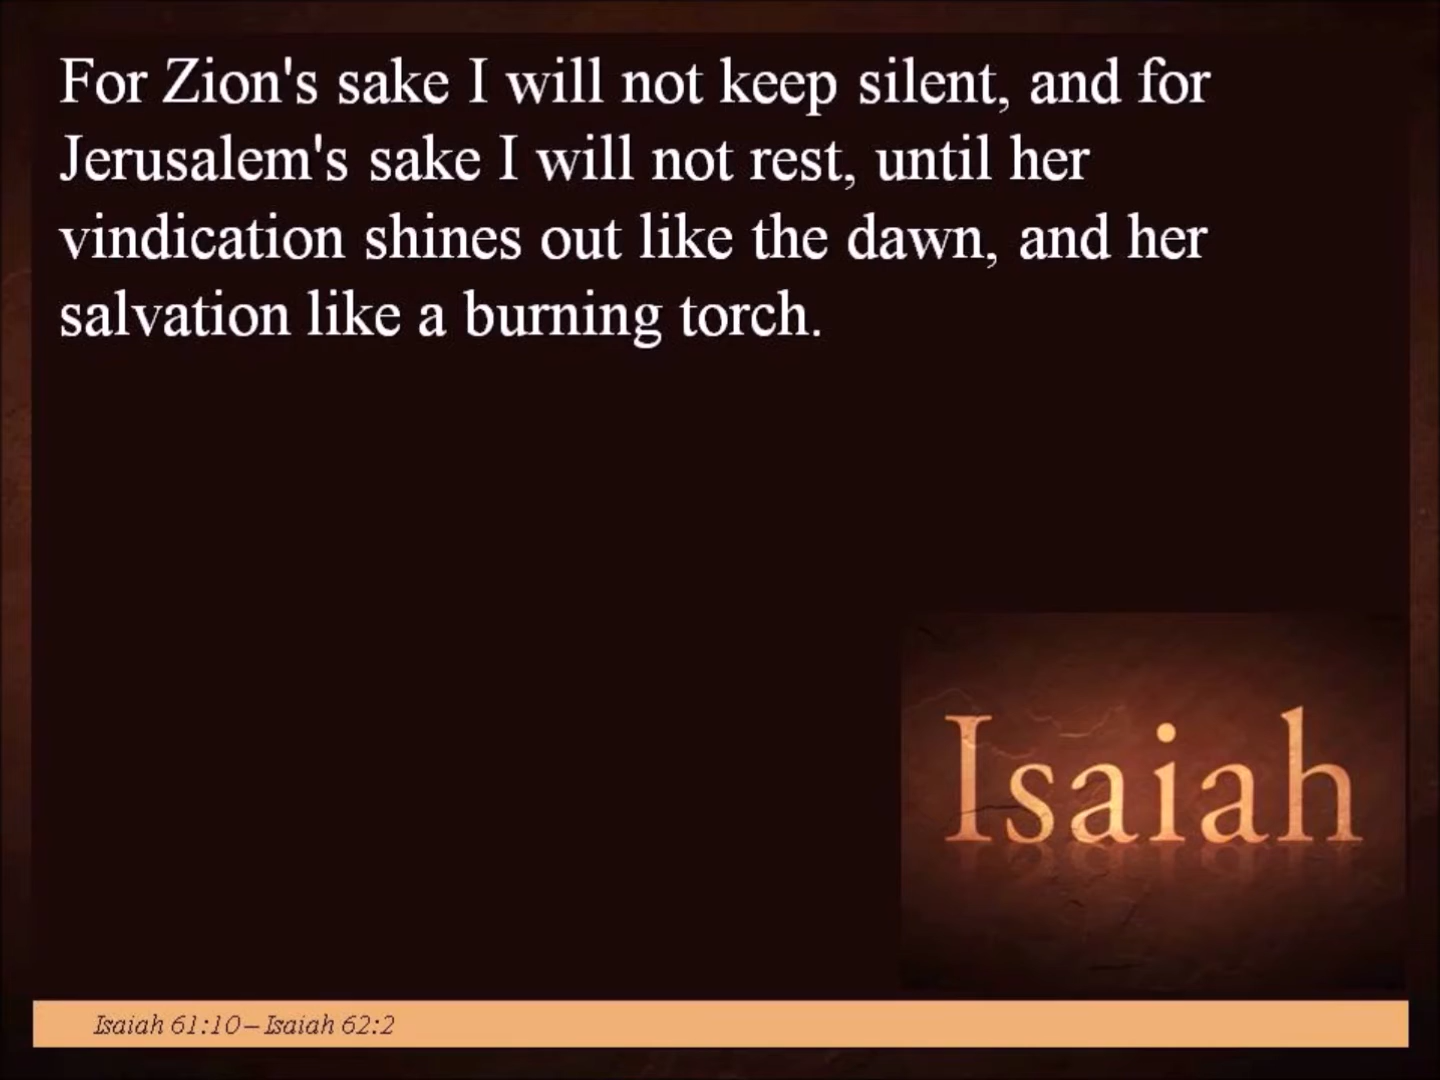 For Zion's sake I will not keep silent, and for
Jerusalem's sake I will not rest, until her
vindication shines out like the dawn, and her
salvation like a burning torch.
Isaiah
Isaiah 61:10 – Isaiah 62:2